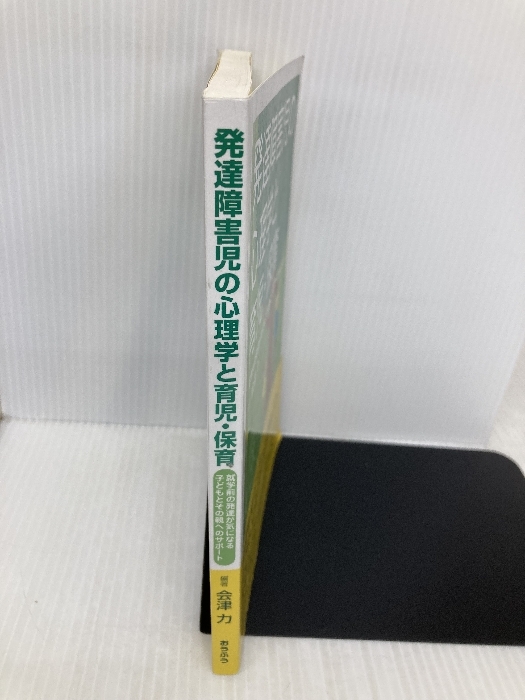 発達障害児の心理学と育児・保育
就学前の発達が気になる
子どもとその親へのサポート
編者 会津 力
おうふう